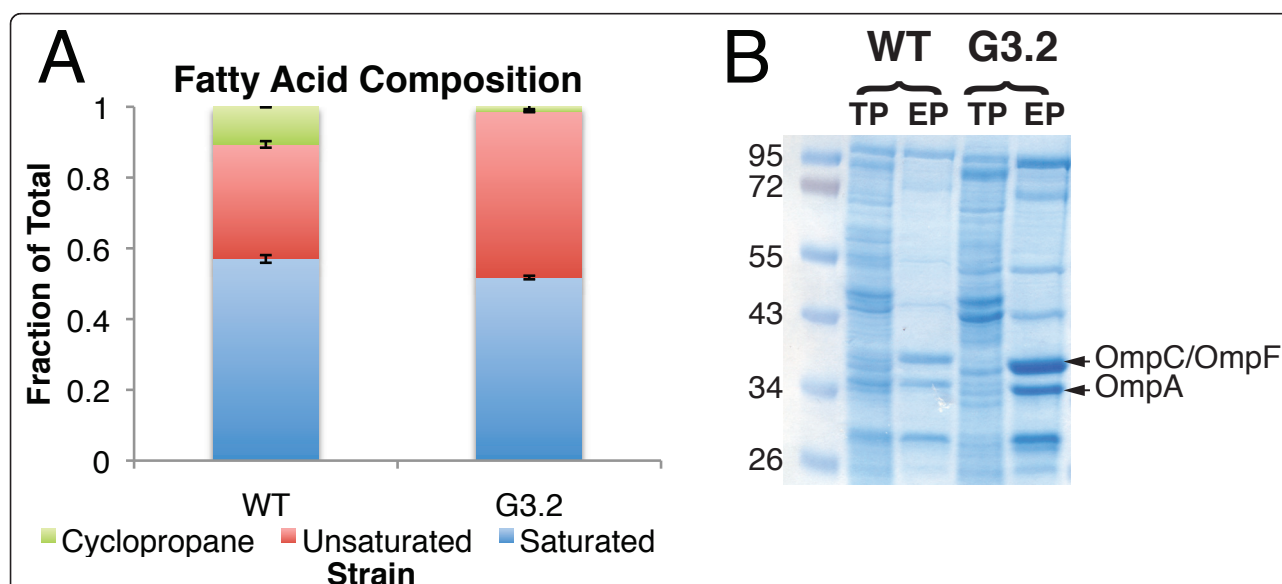 A
Fatty Acid Composition
Fraction of Total
1
0.8
0.6
0.4
0.2
0
WT G3.2
Cyclopropane Unsaturated Saturated
Strain
B
WT G3.2
TP EP TP EP
95
72
55
43
34
26
OmpC/OmpF
OmpA